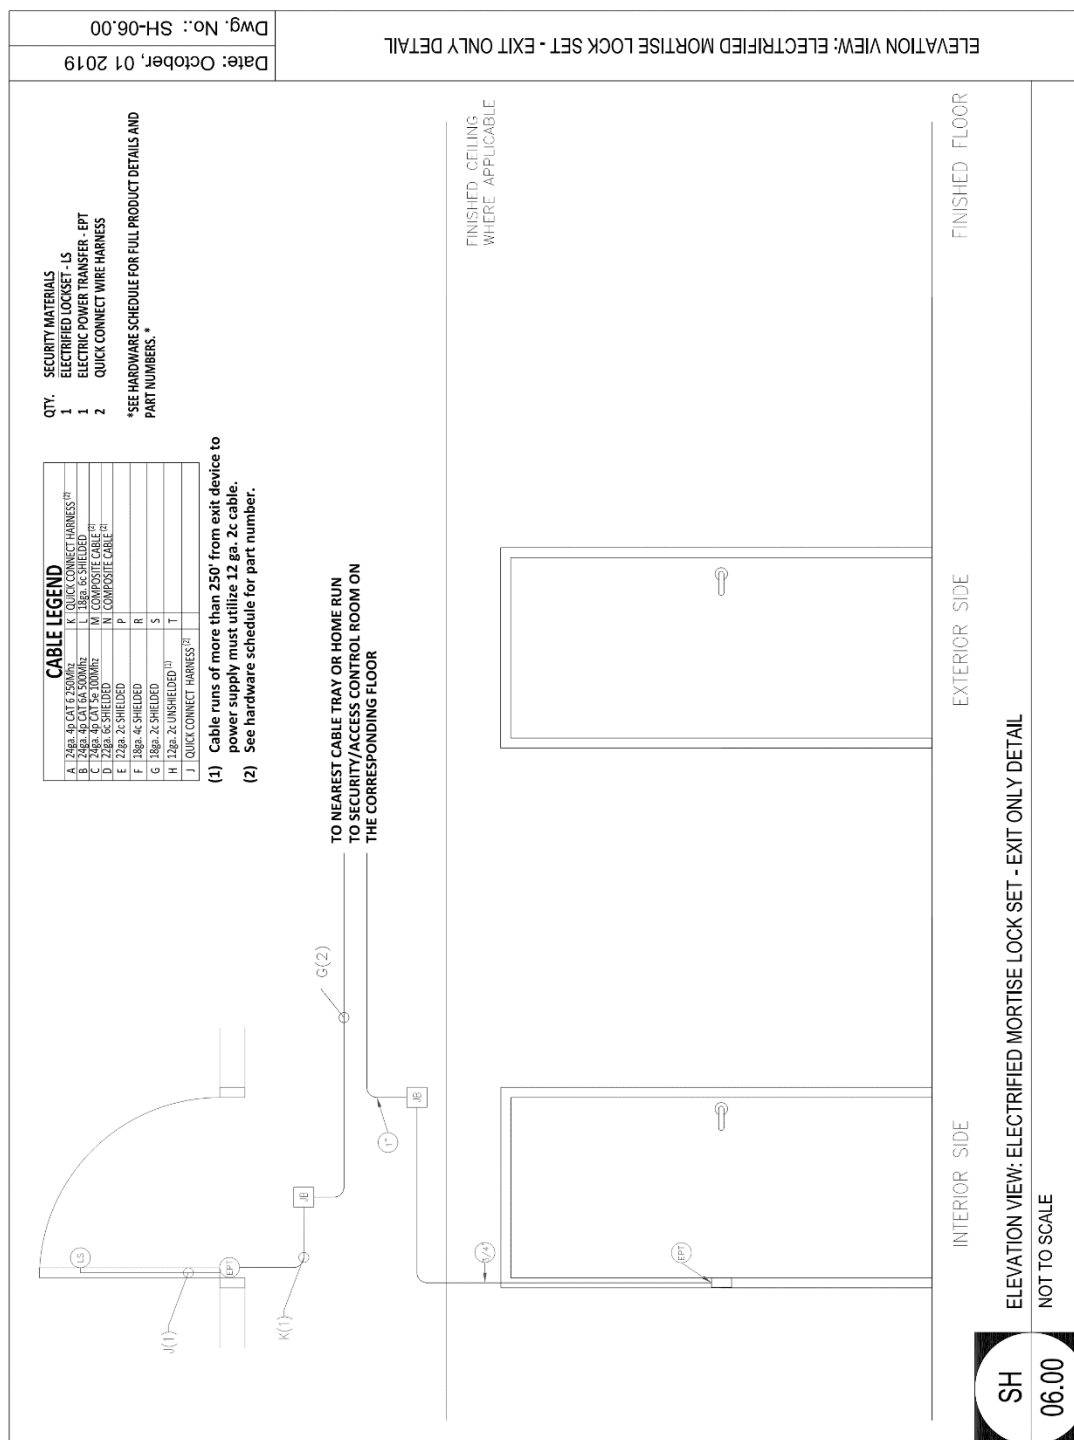 Dwg. No.: SH-06.00
Date: October, 01 2019
ELEVATION VIEW: ELECTRIFIED MORTISE LOCK SET - EXIT ONLY DETAIL
QTY. SECURITY MATERIALS
1 ELECTRIFIED LOCKSET - LS
1 ELECTRIC POWER TRANSFER - EPT
2 QUICK CONNECT WIRE HARNESS
*SEE HARDWARE SCHEDULE FOR FULL PRODUCT DETAILS AND
PART NUMBERS. *
CABLE LEGEND
A 24ga. 4p CAT 6 250Mhz K QUICK CONNECT HARNESS (2)
B 24ga. 4p CAT 6A 500Mhz L 18ga. 6c SHIELDED
C 24ga. 4p CAT 5e 100Mhz M COMPOSITE CABLE (2)
D 22ga. 6c SHIELDED N COMPOSITE CABLE (2)
E 22ga. 2c SHIELDED P
F 18ga. 4c SHIELDED R
G 18ga. 2c SHIELDED S
H 12ga. 2c UNSHIELDED (1) T
J QUICK CONNECT HARNESS (2)
(1) Cable runs of more than 250' from exit device to
power supply must utilize 12 ga. 2c cable.
(2) See hardware schedule for part number.
TO NEAREST CABLE TRAY OR HOME RUN
TO SECURITY/ACCESS CONTROL ROOM ON
THE CORRESPONDING FLOOR
LS
EPT
J(1)
K(1)
JB
G(2)
1"
JB
3/4"
EPT
FINISHED CEILING
WHERE APPLICABLE
FINISHED FLOOR
INTERIOR SIDE
EXTERIOR SIDE
SH
06.00
ELEVATION VIEW: ELECTRIFIED MORTISE LOCK SET - EXIT ONLY DETAIL
NOT TO SCALE